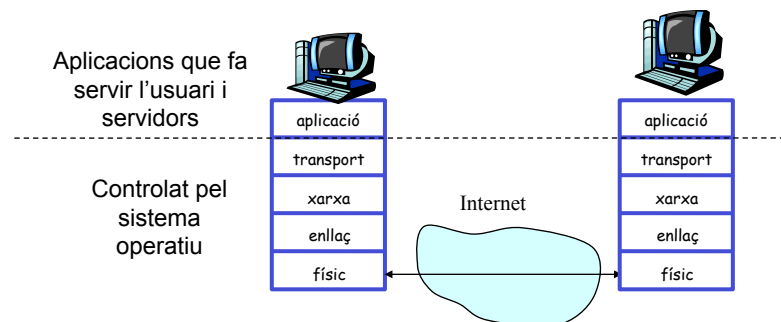 Aplicacions que fa
servir l'usuari i
servidors
aplicació
transport
xarxa
enllaç
físic
Controlat pel
sistema
operatiu
Internet
aplicació
transport
xarxa
enllaç
físic